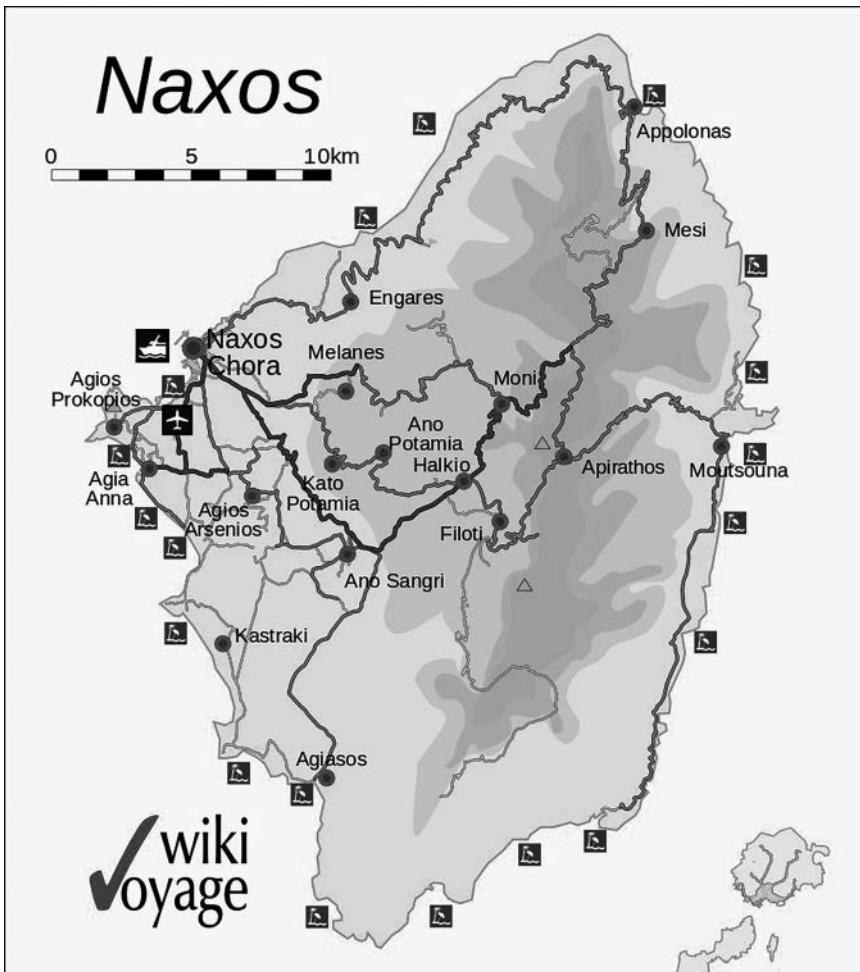 Naxos
0 5 10km
Appolonas
Mesi
Engares
Naxos
Chora
Melanes
Agios
Prokopios
Moni
Ano
Potamia
Halkio
Apirathos
Moutsouna
Kato
Potamia
Agia
Anna
Agios
Arsenios
Filoti
Ano Sangri
Kastraki
Agiasos
wiki
voyage